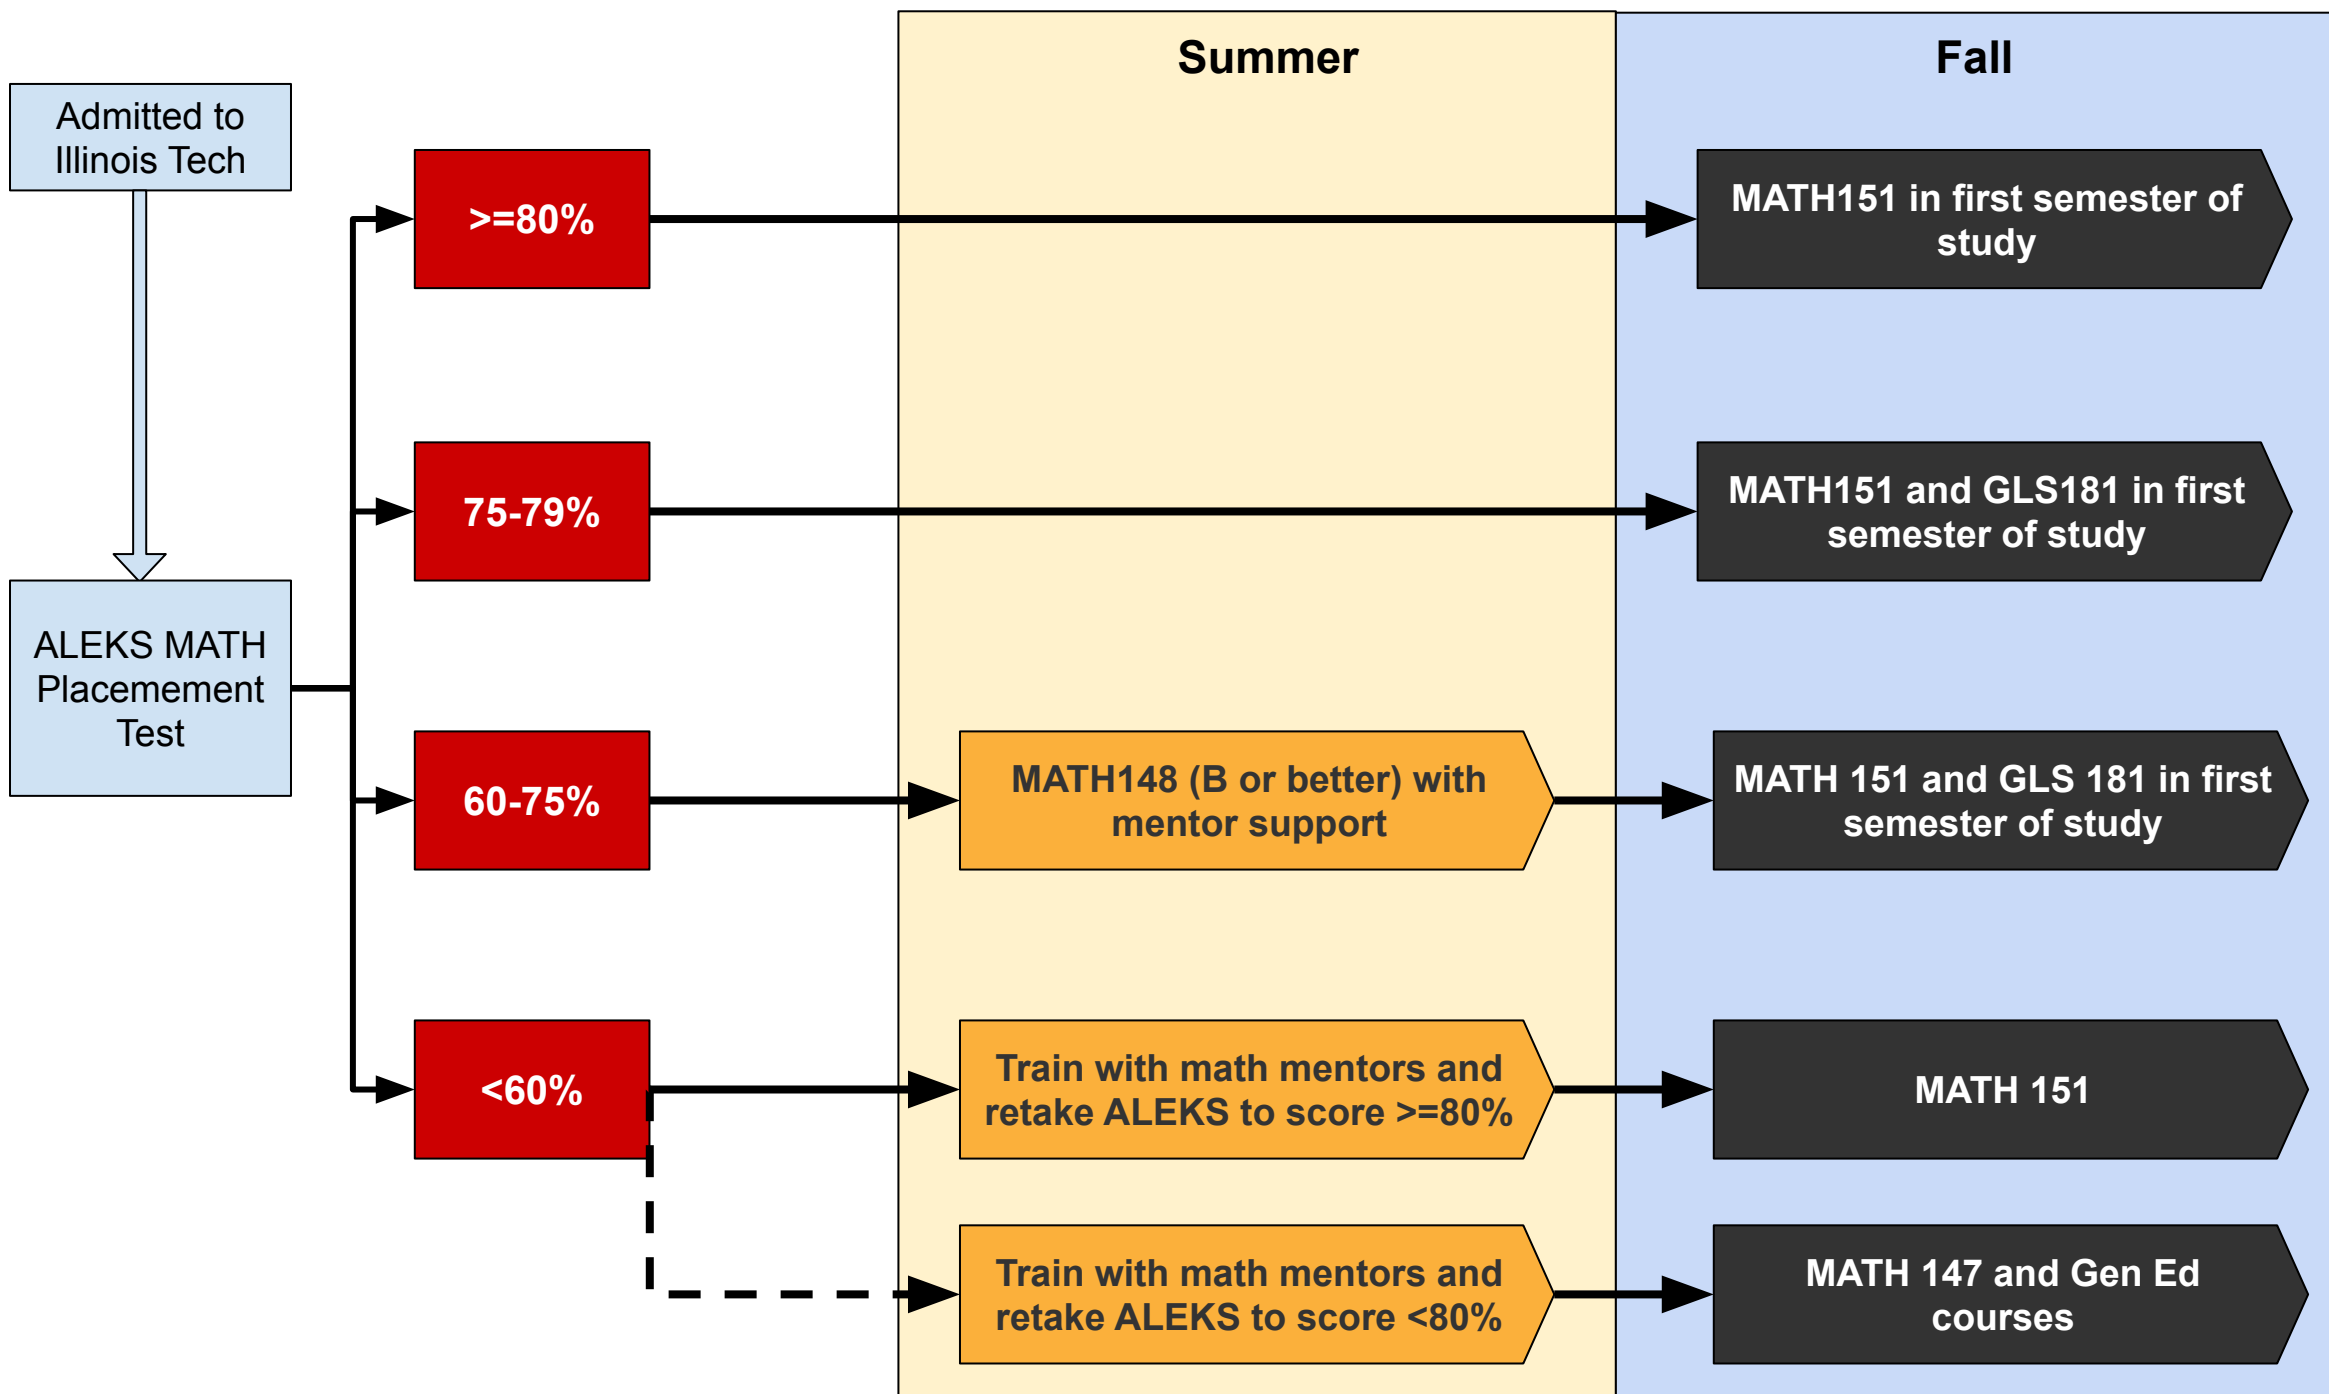 Summer
Fall
Admitted to
Illinois Tech
>=80%
MATH151 in first semester of
study
75-79%
MATH151 and GLS181 in first
semester of study
ALEKS MATH
Placemement
Test
60-75%
MATH148 (B or better) with
mentor support
MATH 151 and GLS 181 in first
semester of study
<60%
Train with math mentors and
retake ALEKS to score >=80%
MATH 151
Train with math mentors and
retake ALEKS to score <80%
MATH 147 and Gen Ed
courses